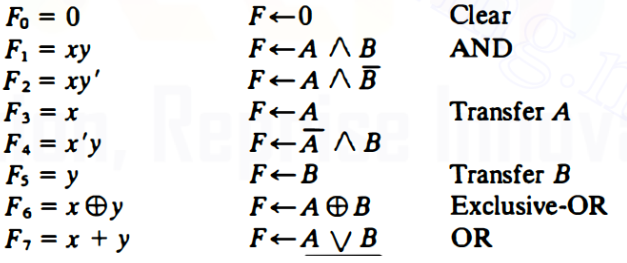 F₀ = 0 F←0 Clear
F₁ = xy F←A ∧ B AND
F₂ = xy' F←A ∧ B̅
F₃ = x F←A Transfer A
F₄ = x'y F←A̅ ∧ B
F₅ = y F←B Transfer B
F₆ = x⊕y F←A⊕B Exclusive-OR
F₇ = x + y F←A ∨ B OR